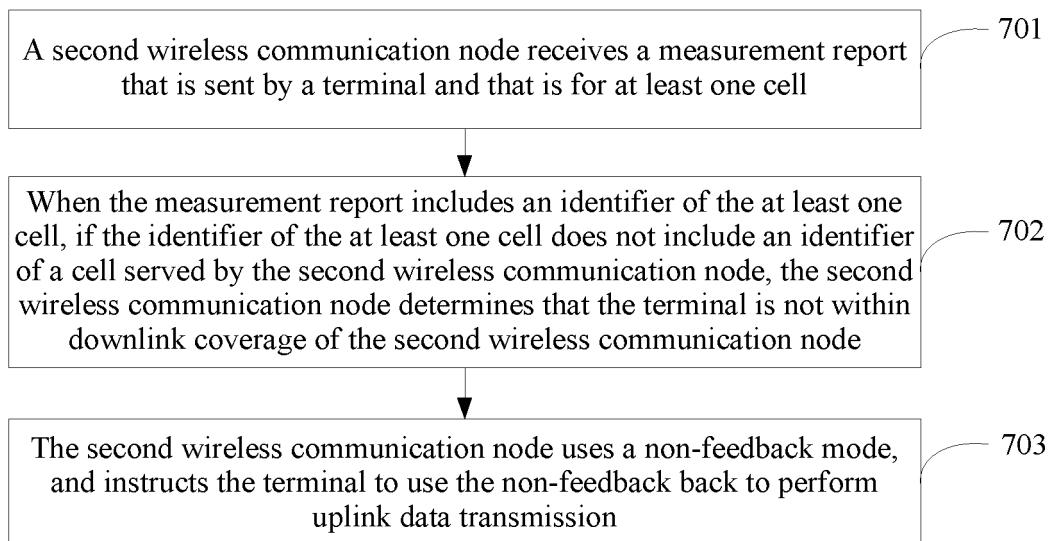 A second wireless communication node receives a measurement report
that is sent by a terminal and that is for at least one cell
701
When the measurement report includes an identifier of the at least one
cell, if the identifier of the at least one cell does not include an identifier
of a cell served by the second wireless communication node, the second
wireless communication node determines that the terminal is not within
downlink coverage of the second wireless communication node
702
The second wireless communication node uses a non-feedback mode,
and instructs the terminal to use the non-feedback back to perform
uplink data transmission
703